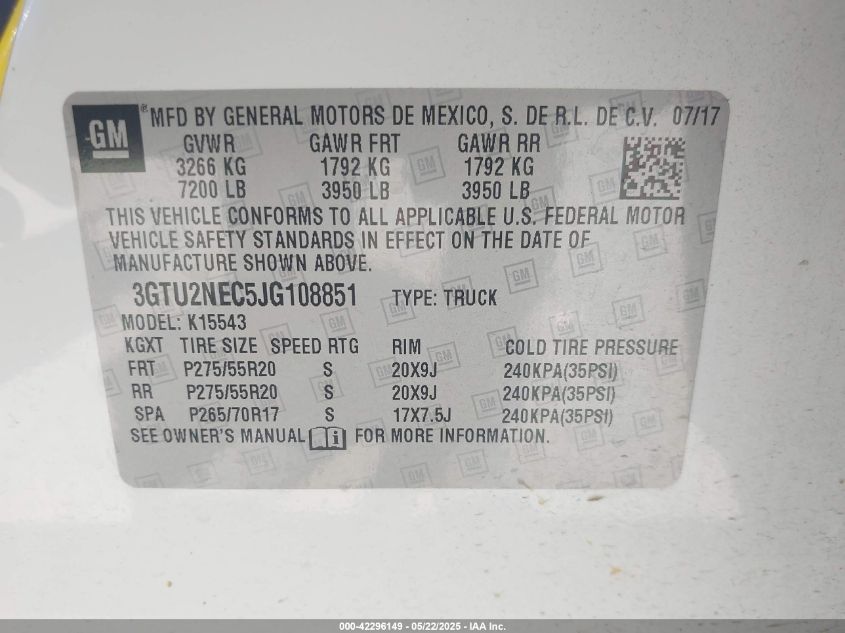 GM ® MFD BY GENERAL MOTORS DE MEXICO, S. DE R.L. DE C.V. 07/17
GVWR GAWR FRT GAWR RR
3266 KG 1792 KG 1792 KG
7200 LB 3950 LB 3950 LB
THIS VEHICLE CONFORMS TO ALL APPLICABLE U.S. FEDERAL MOTOR
VEHICLE SAFETY STANDARDS IN EFFECT ON THE DATE OF
MANUFACTURE SHOWN ABOVE.
3GTU2NEC5JG108851 TYPE: TRUCK
MODEL: K15543
KGXT TIRE SIZE SPEED RTG RIM COLD TIRE PRESSURE
FRT P275/55R20 S 20X9J 240KPA(35PSI)
RR P275/55R20 S 20X9J 240KPA(35PSI)
SPA P265/70R17 S 17X7.5J 240KPA(35PSI)
SEE OWNER'S MANUAL FOR MORE INFORMATION.
000-42296149 - 05/22/2025 - IAA Inc.